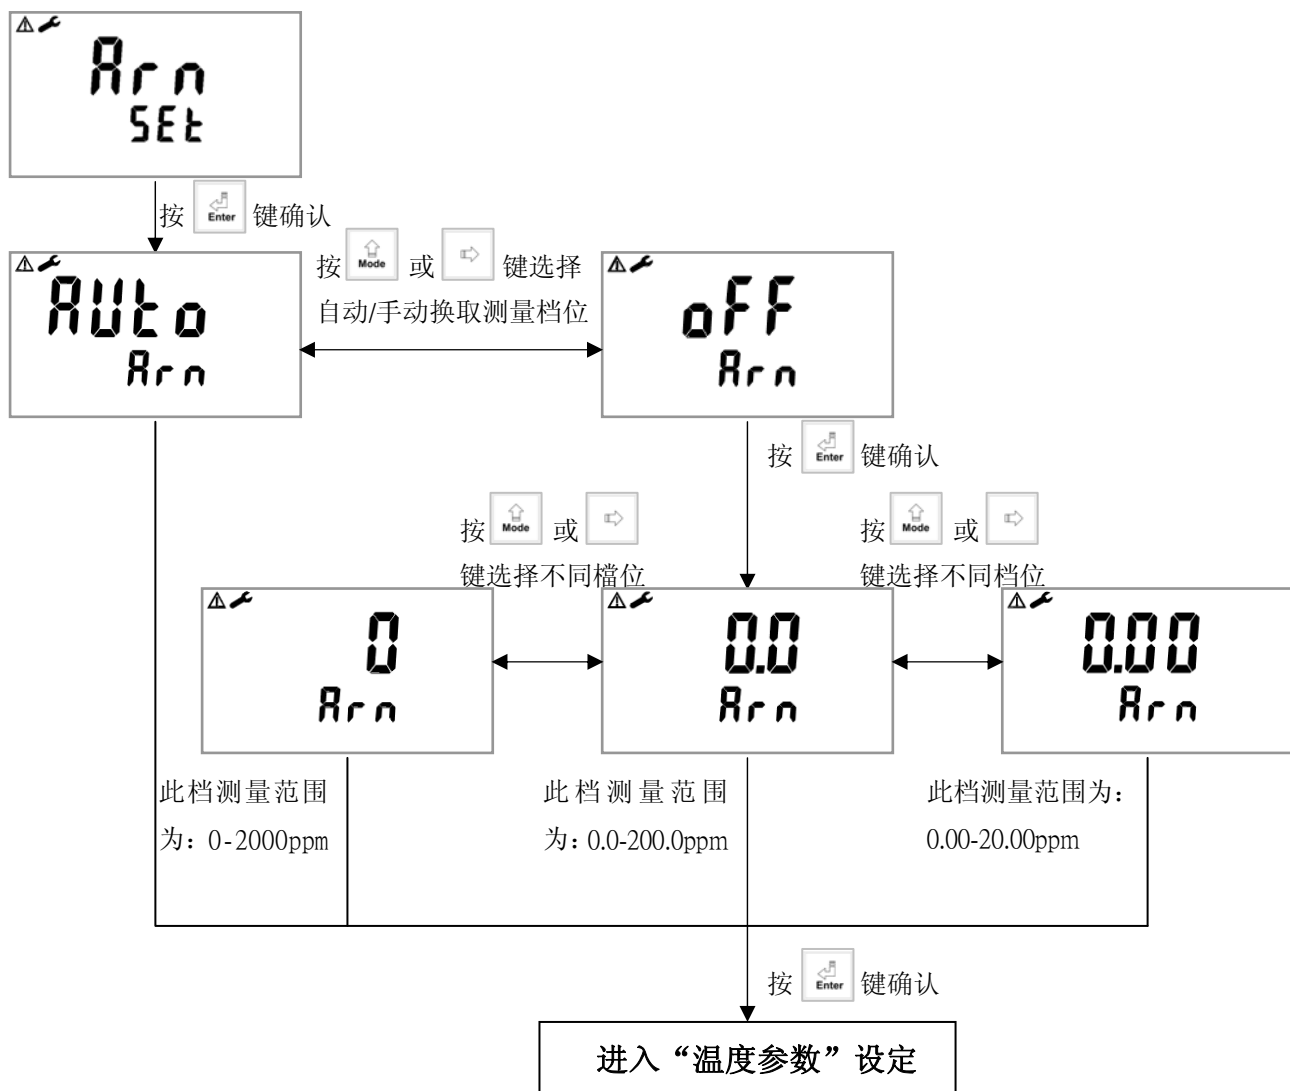 Arn
SEt
按 Enter 键确认
AUto
Arn
按 Mode 或 键选择
自动/手动换取测量档位
oFF
Arn
按 Enter 键确认
按 Mode 或
键选择不同檔位
按 Mode 或
键选择不同档位
0
Arn
0.0
Arn
0.00
Arn
此档测量范围
为：0-2000ppm
此档测量范围
为：0.0-200.0ppm
此档测量范围为：
0.00-20.00ppm
按 Enter 键确认
进入“温度参数”设定